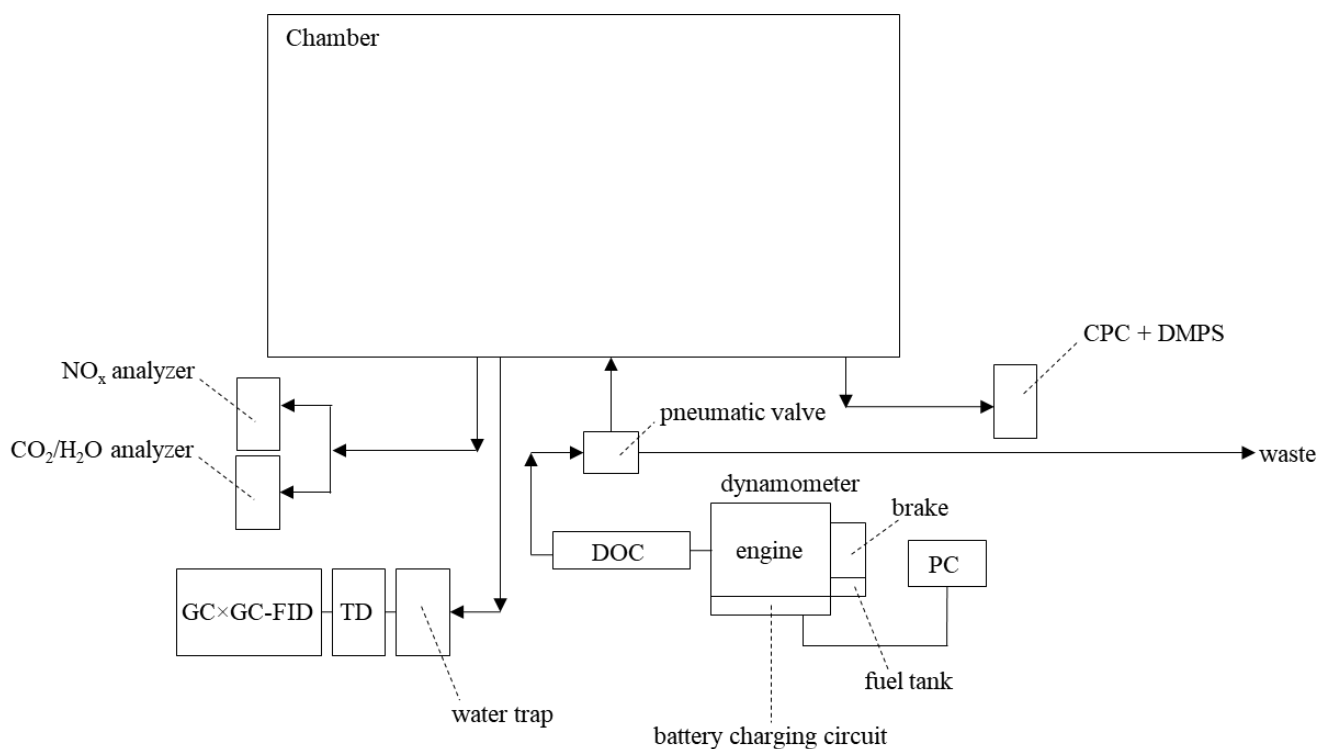 Chamber
CPC + DMPS
NOx analyzer
pneumatic valve
CO2/H2O analyzer
waste
dynamometer
brake
DOC
engine
PC
GC×GC-FID
TD
fuel tank
water trap
battery charging circuit